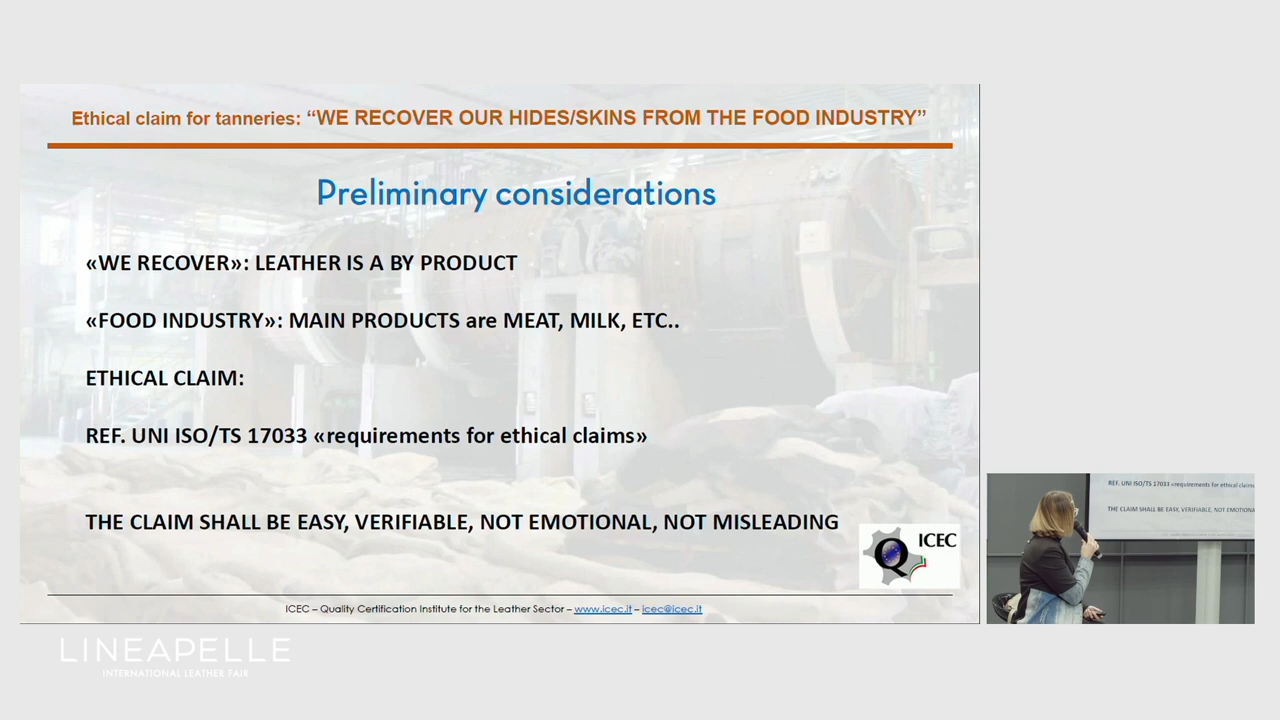 Ethical claim for tanneries: “WE RECOVER OUR HIDES/SKINS FROM THE FOOD INDUSTRY”
Preliminary considerations
«WE RECOVER»: LEATHER IS A BY PRODUCT
«FOOD INDUSTRY»: MAIN PRODUCTS are MEAT, MILK, ETC..
ETHICAL CLAIM:
REF. UNI ISO/TS 17033 «requirements for ethical claims»
THE CLAIM SHALL BE EASY, VERIFIABLE, NOT EMOTIONAL, NOT MISLEADING
Q ICEC
ICEC – Quality Certification Institute for the Leather Sector – www.icec.it – icec@icec.it
REF. UNI ISO/TS 17033 «requirements for ethical claims
THE CLAIM SHALL BE EASY, VERIFIABLE, NOT EMOTIONA
LINEAPELLE
INTERNATIONAL LEATHER FAIR